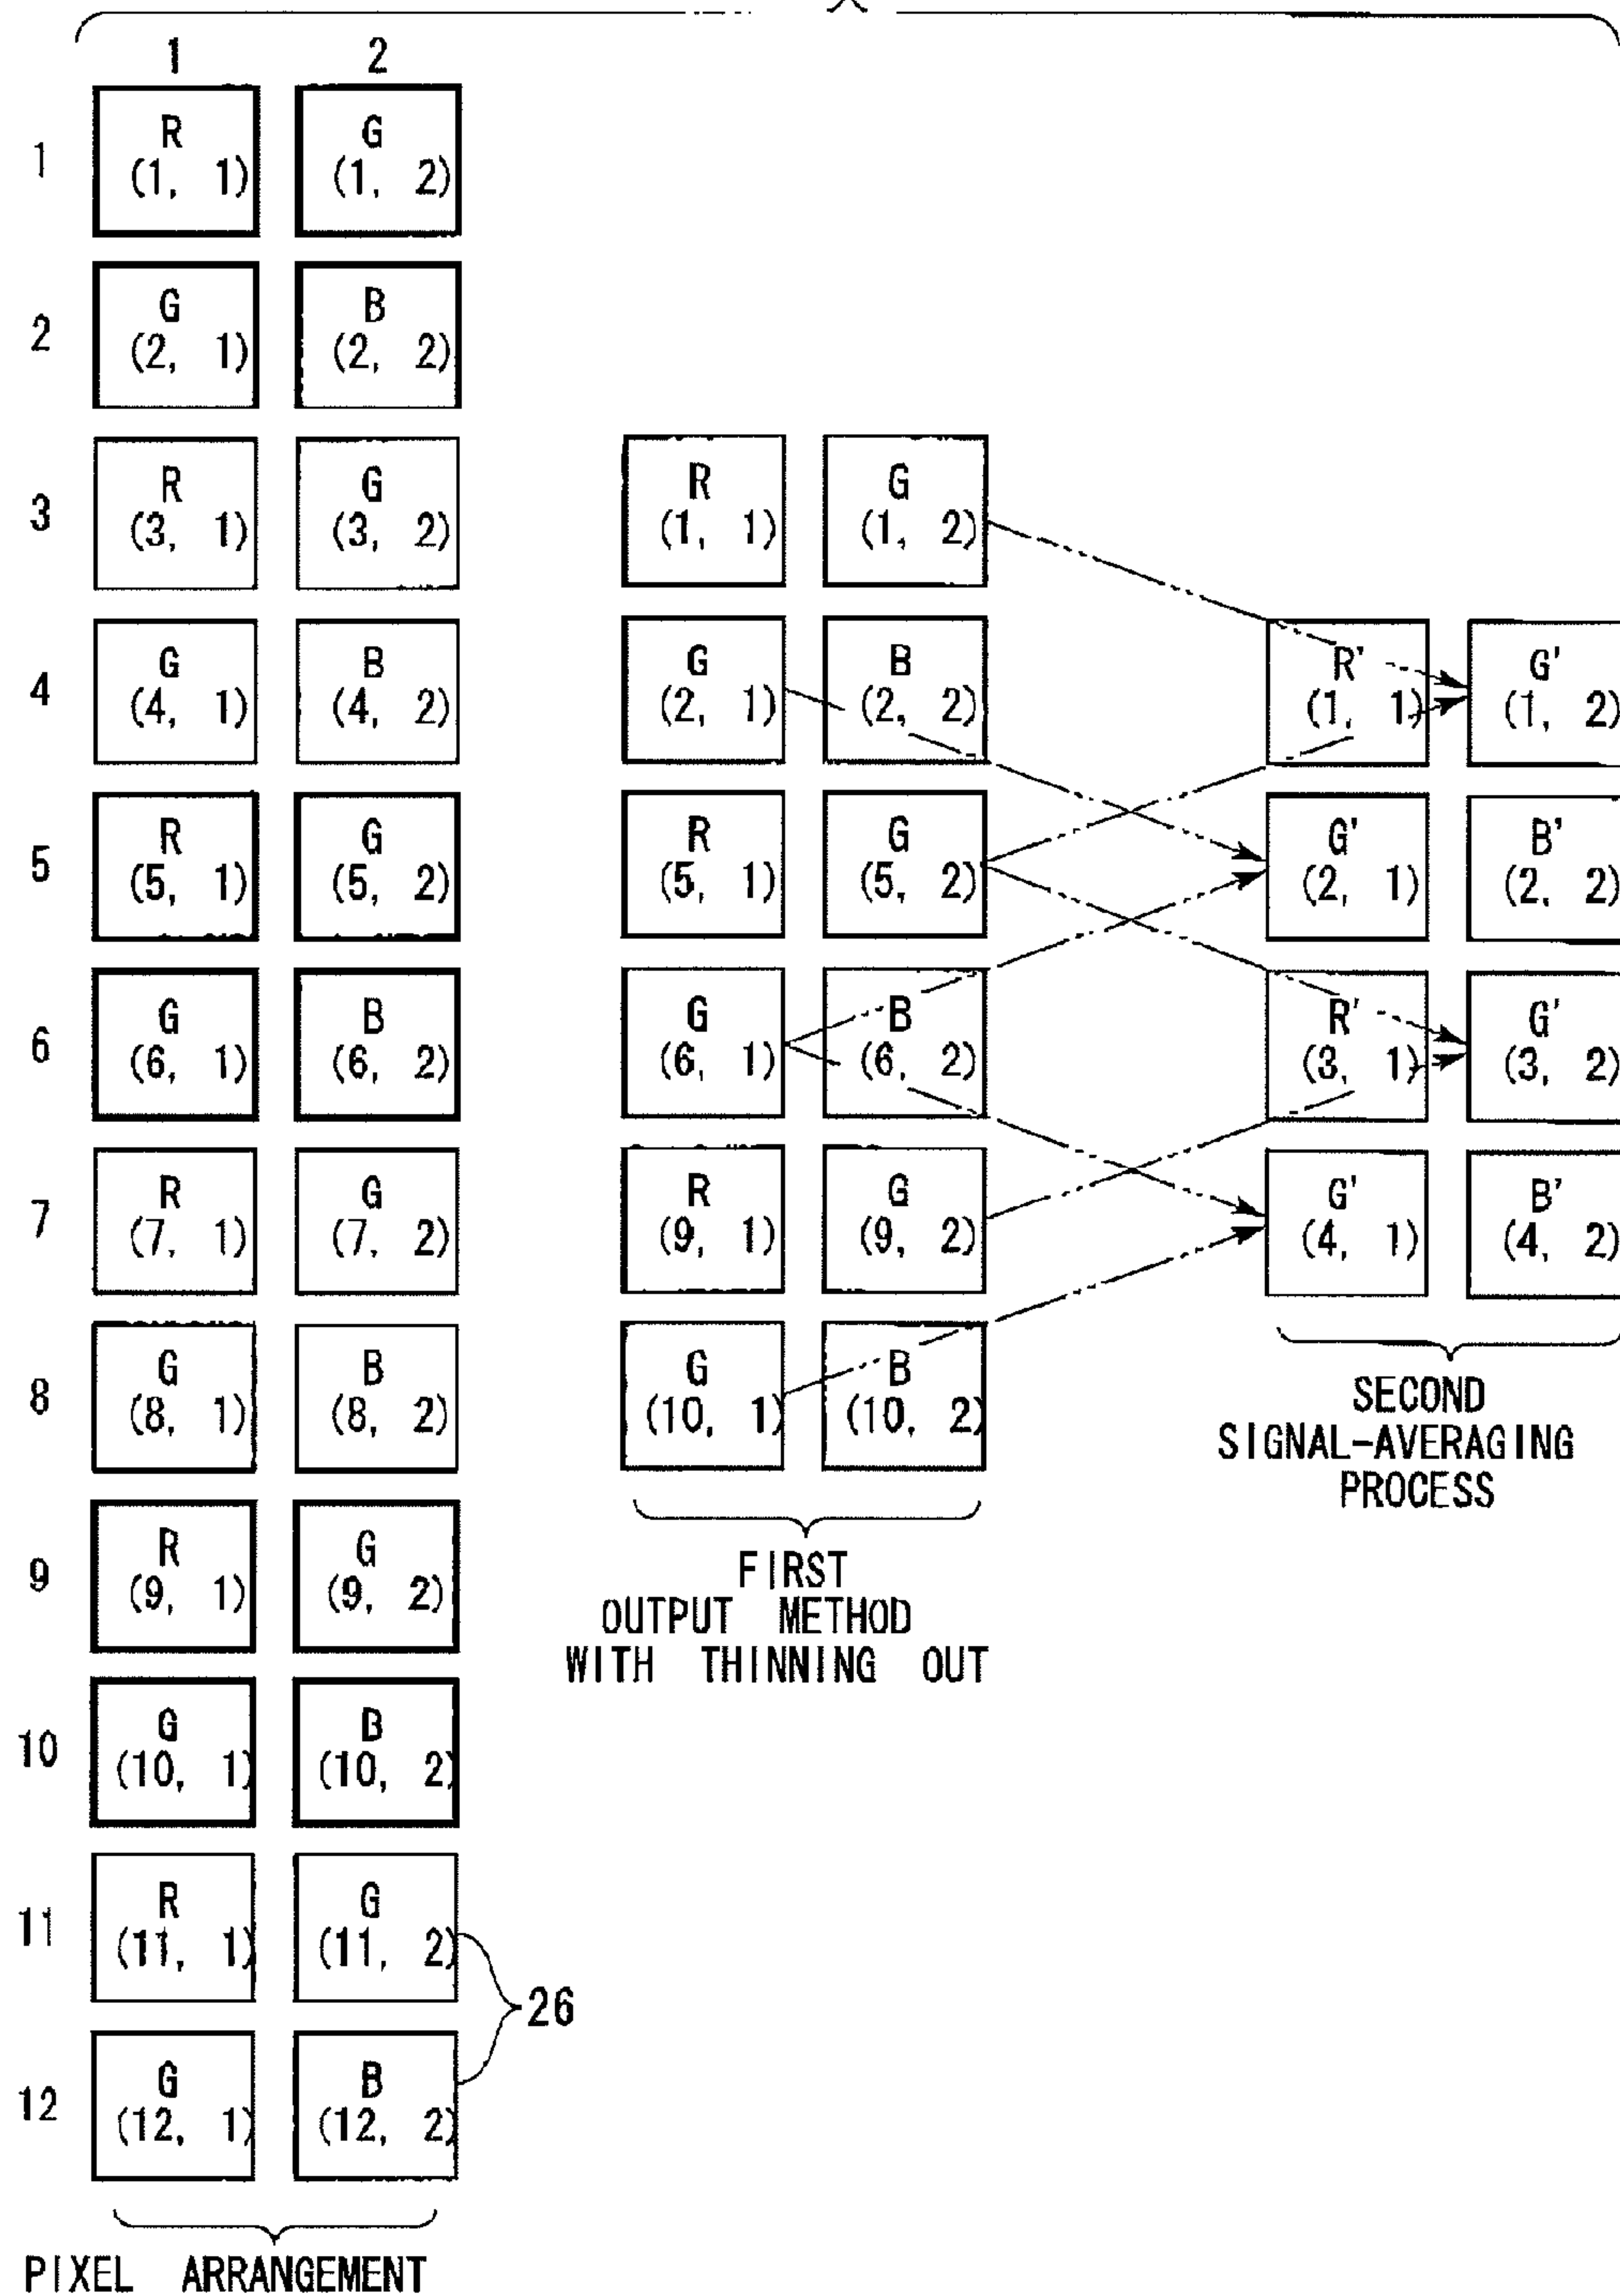 1 2
1 R G
(1, 1) (1, 2)
2 G B
(2, 1) (2, 2)
3 R G R G
(3, 1) (3, 2) (1, 1) (1, 2)
4 G B G B R' G'
(4, 1) (4, 2) (2, 1) (2, 2) (1, 1) (1, 2)
5 R G R G G' B'
(5, 1) (5, 2) (5, 1) (5, 2) (2, 1) (2, 2)
6 G B G B R' G'
(6, 1) (6, 2) (6, 1) (6, 2) (3, 1) (3, 2)
7 R G R G G' B'
(7, 1) (7, 2) (9, 1) (9, 2) (4, 1) (4, 2)
8 G B G B
(8, 1) (8, 2) (10, 1) (10, 2)
SECOND
SIGNAL-AVERAGING
PROCESS
9 R G
(9, 1) (9, 2)
FIRST
OUTPUT METHOD
WITH THINNING OUT
10 G B
(10, 1) (10, 2)
11 R G
(11, 1) (11, 2)
26
12 G B
(12, 1) (12, 2)
PIXEL ARRANGEMENT